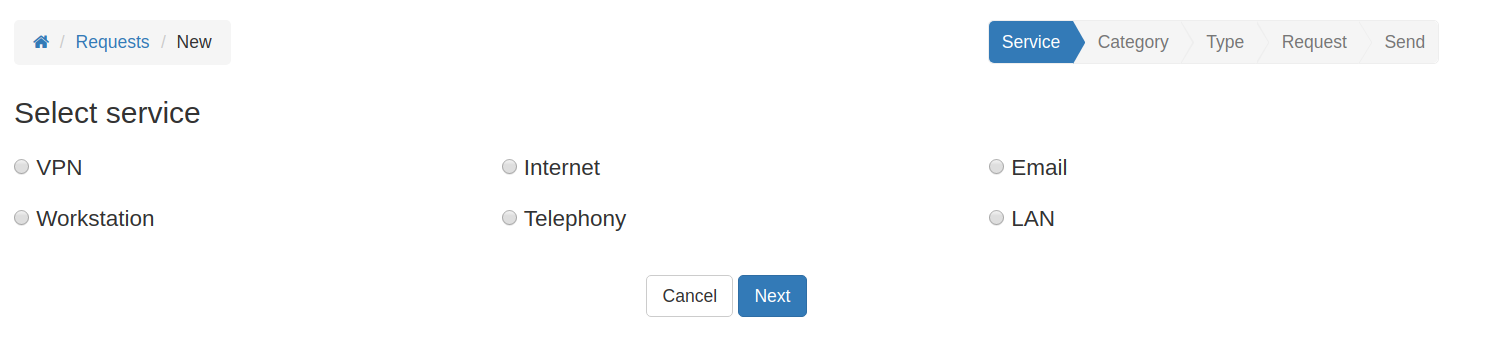 / Requests / New
Service Category Type Request Send
Select service
VPN Internet Email
Workstation Telephony LAN
Cancel Next